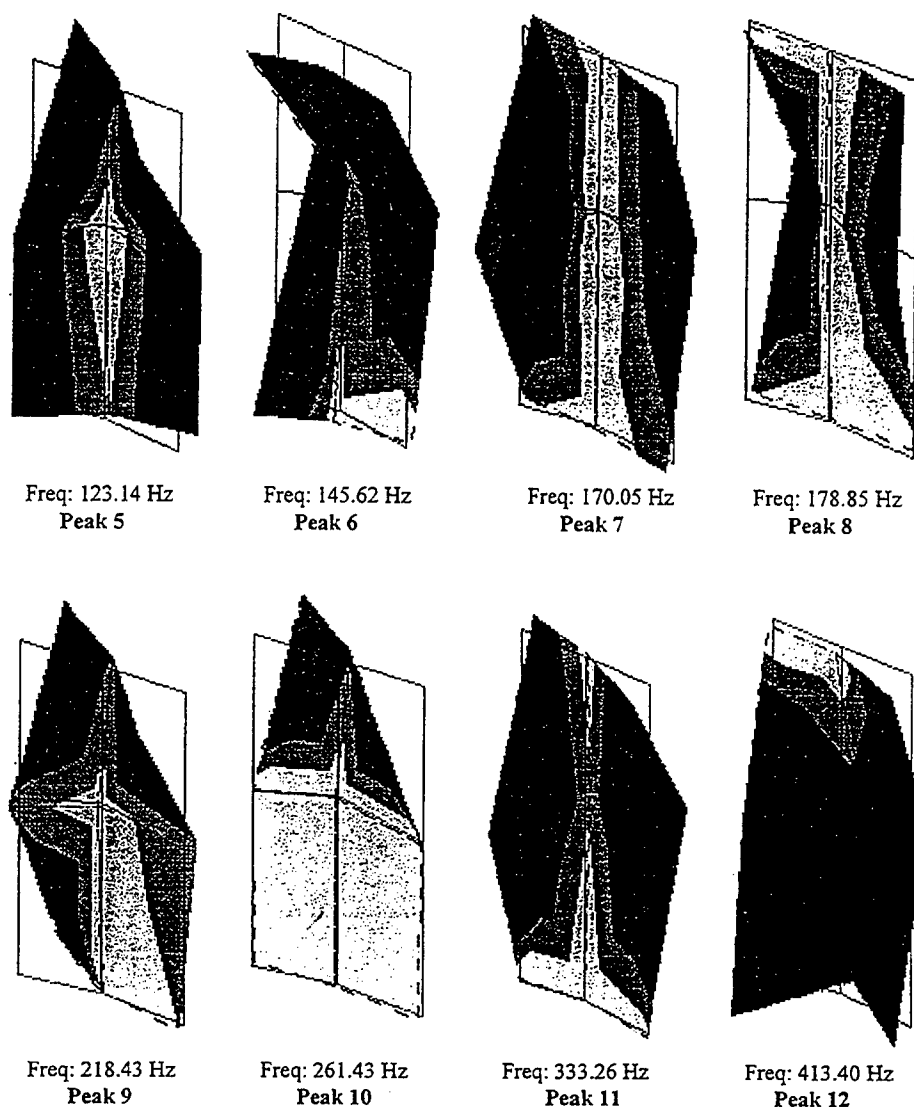 Freq: 123.14 Hz
Peak 5
Freq: 145.62 Hz
Peak 6
Freq: 170.05 Hz
Peak 7
Freq: 178.85 Hz
Peak 8
Freq: 218.43 Hz
Peak 9
Freq: 261.43 Hz
Peak 10
Freq: 333.26 Hz
Peak 11
Freq: 413.40 Hz
Peak 12